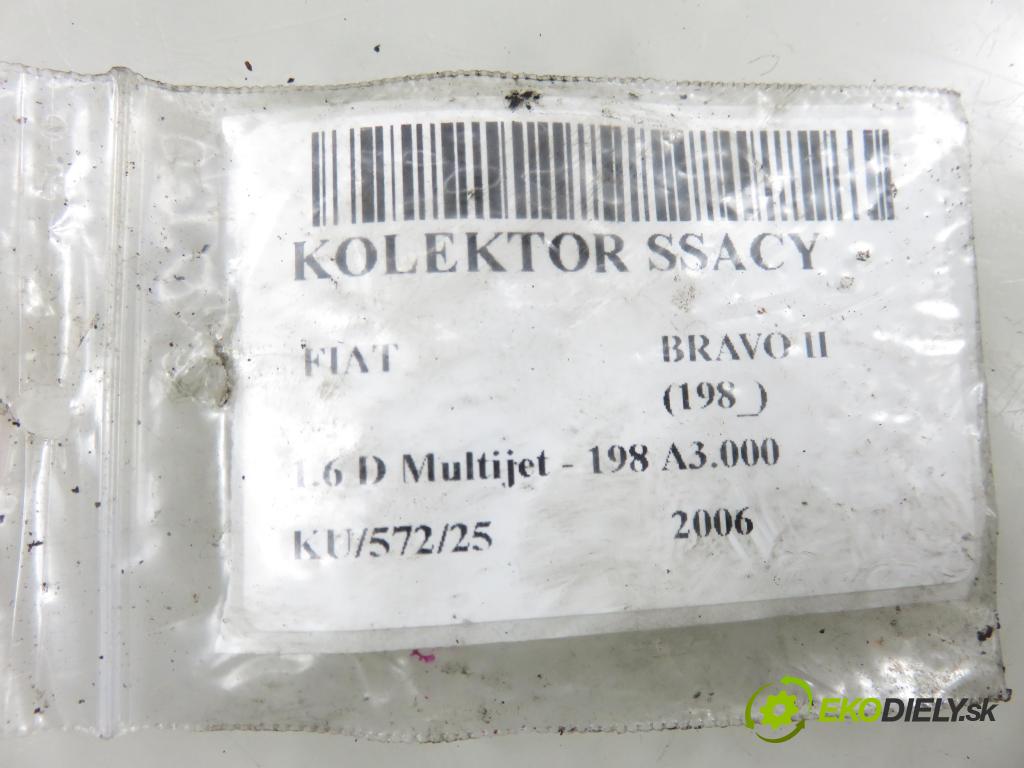 KOLEKTOR SSACY
FIAT BRAVO II
(198_)
1.6 D Multijet - 198 A3.000
KU/572/25 2006
EKODIELY.sk